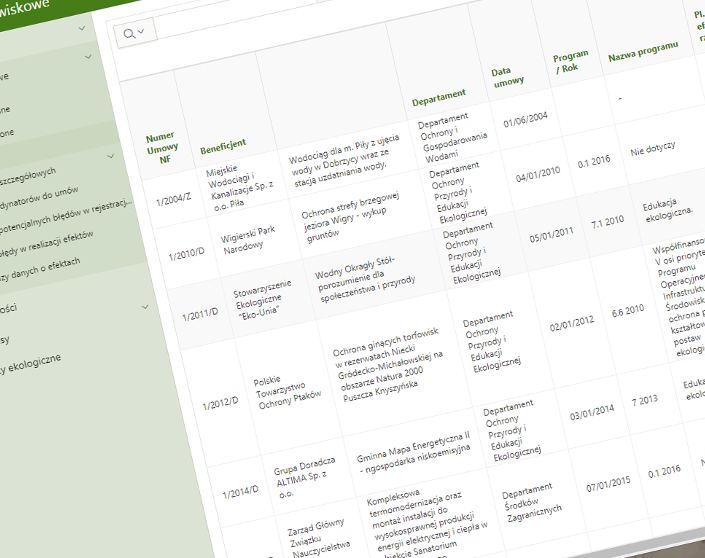 wiskowe
we
ne
one
szczegółowych
dynatorów do umów
potencjalnych błędów w rejestracj...
błędy w realizacji efektów
zy danych o efektach
ości
sy
y ekologiczne
Numer
Umowy
NF
Beneficjent
Departament
Data
umowy
Program
/ Rok
Nazwa programu
1/2004/Z
Miejskie
Wodociągi i
Kanalizacje Sp. z
o.o. Piła
Wodociąg dla m. Piły z ujęcia
wody w Dobrzycy wraz ze
stacją uzdatniania wody.
Departament
Ochrony i
Gospodarowania
Wodami
01/06/2004
-
1/2010/D
Wigierski Park
Narodowy
Ochrona strefy brzegowej
jeziora Wigry - wykup
gruntów
Departament
Ochrony
Przyrody i
Edukacji
Ekologicznej
04/01/2010
0.1 2016
Nie dotyczy
1/2011/D
Stowarzyszenie
Ekologiczne
"Eko-Unia"
Wodny Okrągły Stół-
porozumienie dla
społeczeństwa i przyrody
Departament
Ochrony
Przyrody i
Edukacji
Ekologicznej
05/01/2011
7.1 2010
Edukacja
ekologiczna.
1/2012/D
Polskie
Towarzystwo
Ochrony Ptaków
Ochrona ginących torfowisk
w rezerwatach Niecki
Gródecko-Michałowskiej na
obszarze Natura 2000
Puszcza Knyszyńska
Departament
Ochrony
Przyrody i
Edukacji
Ekologicznej
02/01/2012
6.6 2010
Współfinansow
V osi prioryte
Programu
Operacyjne
Infrastruktu
Środowisk
ochrona p
kształtow
postaw
ekologi
1/2014/D
Grupa Doradcza
ALTIMA Sp. z
o.o.
Gminna Mapa Energetyczna II
- ngospodarka niskoemisyjna
Departament
Ochrony
Przyrody i
Edukacji
Ekologicznej
03/01/2014
7 2013
Eduka
ekolo
Zarząd Główny
Związku
Nauczycielstwa
Kompleksowa
termomodernizacja oraz
montaż instalacji do
wysokosprawnej produkcji
energii elektrycznej i ciepła w
obiekcie Sanatorium
Departament
Środków
Zagranicznych
07/01/2015
0.1 2016